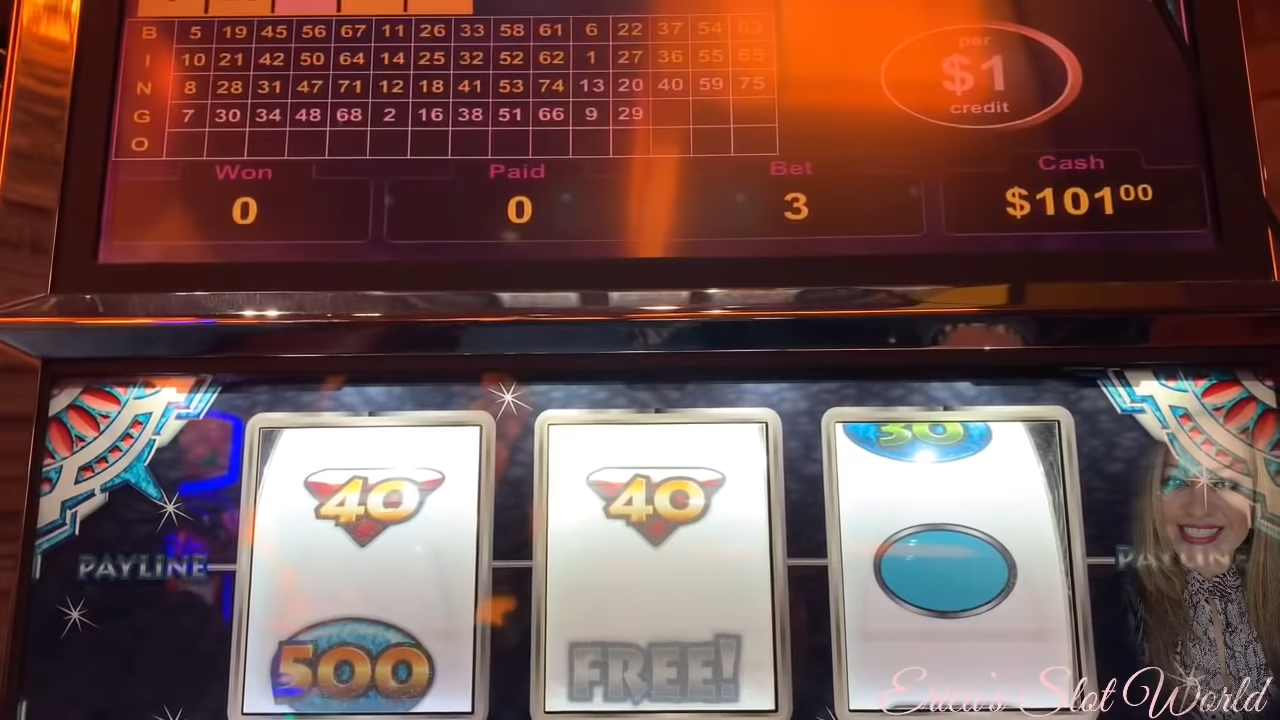 B 5 19 45 56 67 11 26 33 58 61 6 22 37 54 63
I 10 21 42 50 64 14 25 32 52 62 1 27 36 55 65
N 8 28 31 47 71 12 18 41 53 74 13 20 40 59 75
G 7 30 34 48 68 2 16 38 51 66 9 29
O
per
$1
credit
Won Paid Bet Cash
0 0 3 $101⁰⁰
30
40 40
PAYLINE PAYLINE
500 FREE!
Erica's Slot World